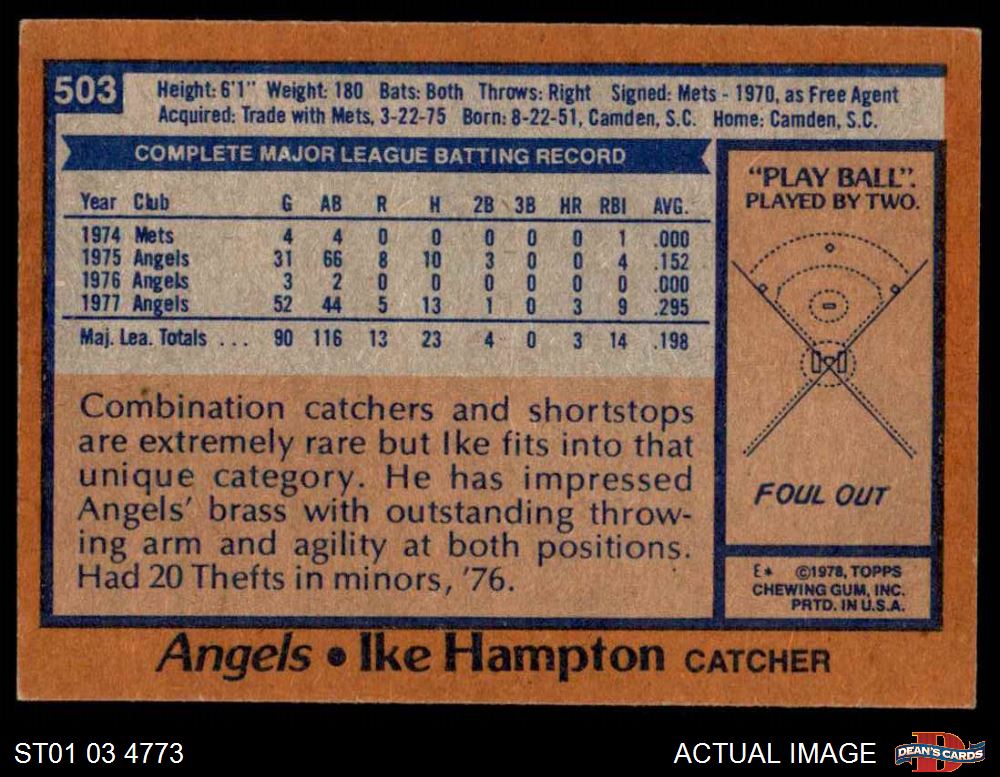 503
Height: 6'1" Weight: 180 Bats: Both Throws: Right Signed: Mets - 1970, as Free Agent
Acquired: Trade with Mets, 3-22-75 Born: 8-22-51, Camden, S.C. Home: Camden, S.C.
COMPLETE MAJOR LEAGUE BATTING RECORD
Year Club G AB R H 2B 3B HR RBI AVG.
1974 Mets 4 4 0 0 0 0 0 1 .000
1975 Angels 31 66 8 10 3 0 0 4 .152
1976 Angels 3 2 0 0 0 0 0 0 .000
1977 Angels 52 44 5 13 1 0 3 9 .295
Maj. Lea. Totals . . . 90 116 13 23 4 0 3 14 .198
Combination catchers and shortstops
are extremely rare but Ike fits into that
unique category. He has impressed
Angels' brass with outstanding throw-
ing arm and agility at both positions.
Had 20 Thefts in minors, '76.
"PLAY BALL".
PLAYED BY TWO.
FOUL OUT
E* ©1978, TOPPS
CHEWING GUM, INC.
PRTD. IN U.S.A.
Angels • Ike Hampton CATCHER
ST01 03 4773
ACTUAL IMAGE
D
DEAN'S CARDS